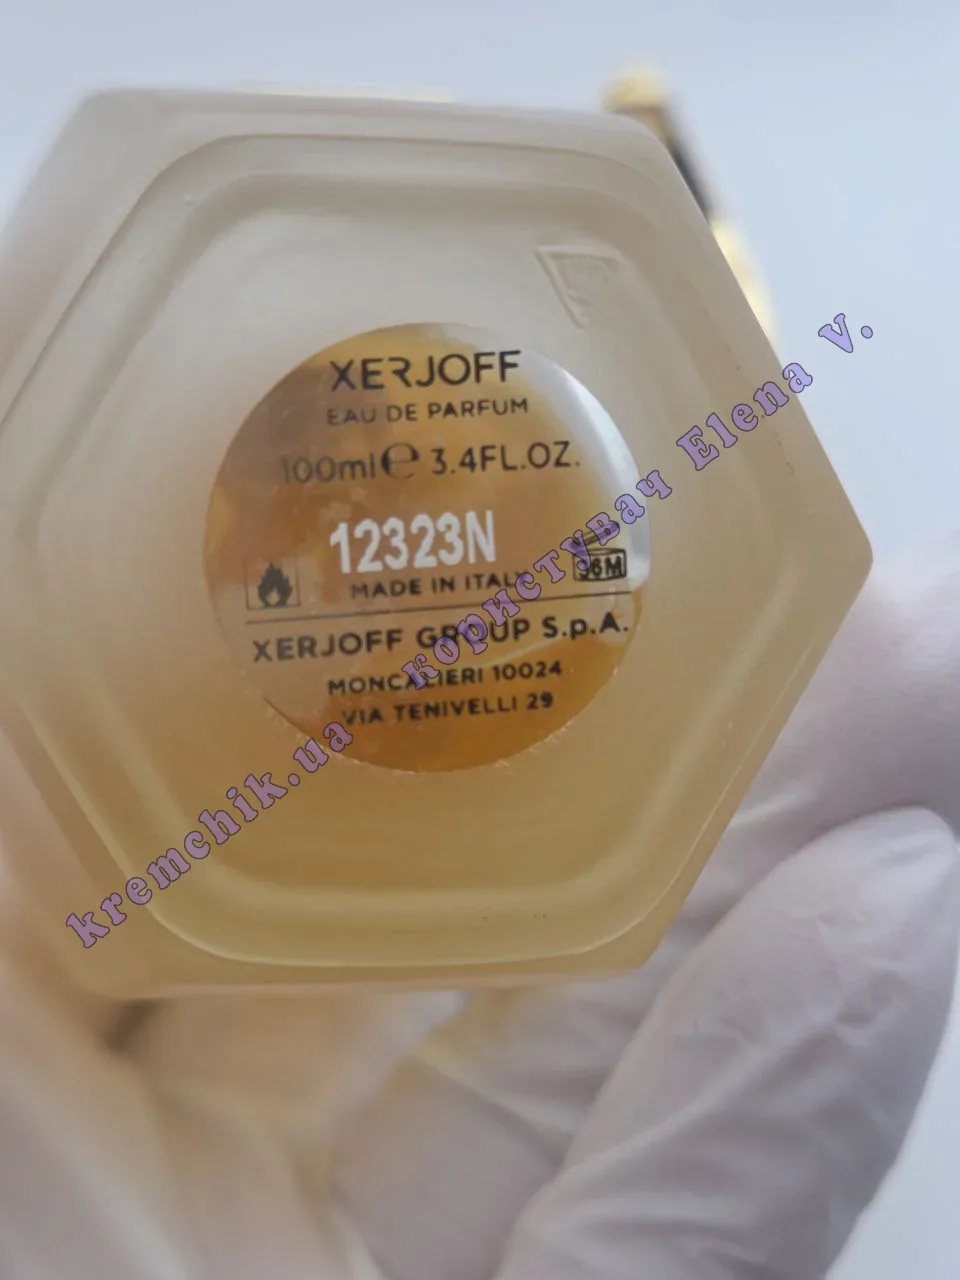 XERJOFF
EAU DE PARFUM
100ml ℮ 3.4FL.OZ.
12323N
36M
MADE IN ITALY
XERJOFF GROUP S.p.A.
MONCALIERI 10024
VIA TENIVELLI 29
kremchik.ua користувач Elena v.